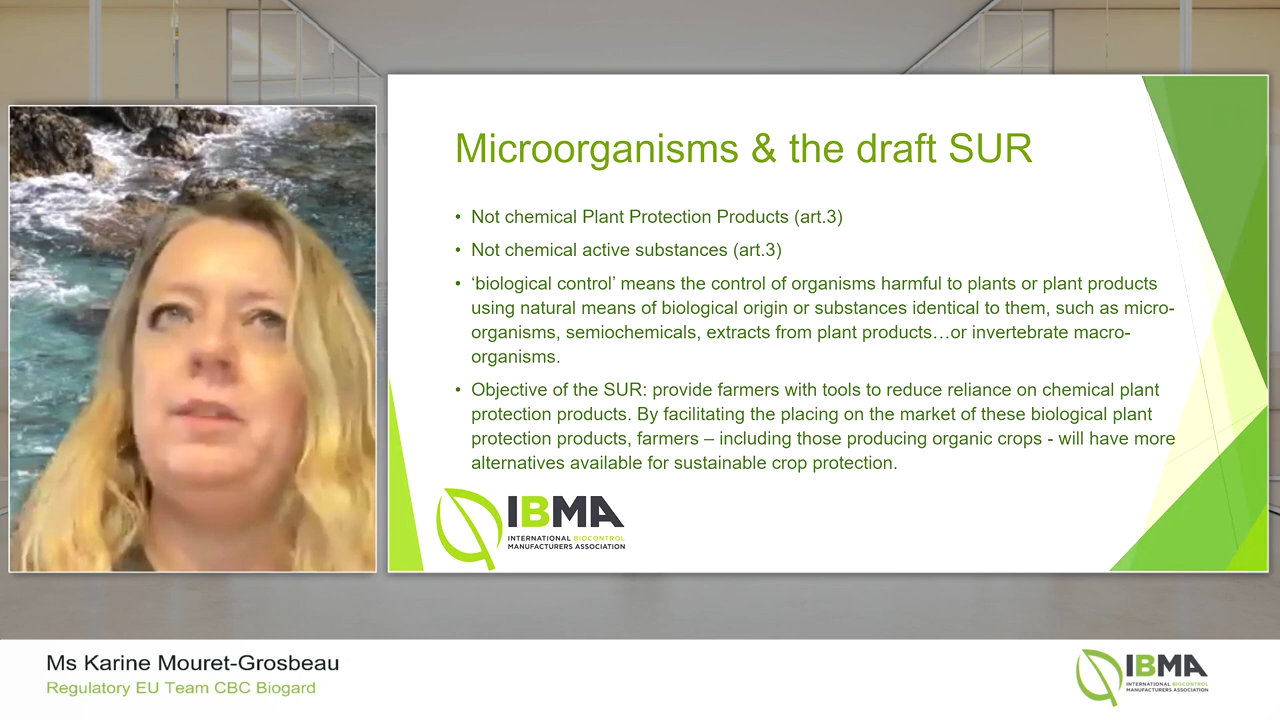 Microorganisms & the draft SUR
• Not chemical Plant Protection Products (art.3)
• Not chemical active substances (art.3)
• ‘biological control’ means the control of organisms harmful to plants or plant products
using natural means of biological origin or substances identical to them, such as micro-
organisms, semiochemicals, extracts from plant products…or invertebrate macro-
organisms.
• Objective of the SUR: provide farmers with tools to reduce reliance on chemical plant
protection products. By facilitating the placing on the market of these biological plant
protection products, farmers – including those producing organic crops - will have more
alternatives available for sustainable crop protection.
IBMA
INTERNATIONAL BIOCONTROL
MANUFACTURERS ASSOCIATION
Ms Karine Mouret-Grosbeau
Regulatory EU Team CBC Biogard
IBMA
INTERNATIONAL BIOCONTROL
MANUFACTURERS ASSOCIATION